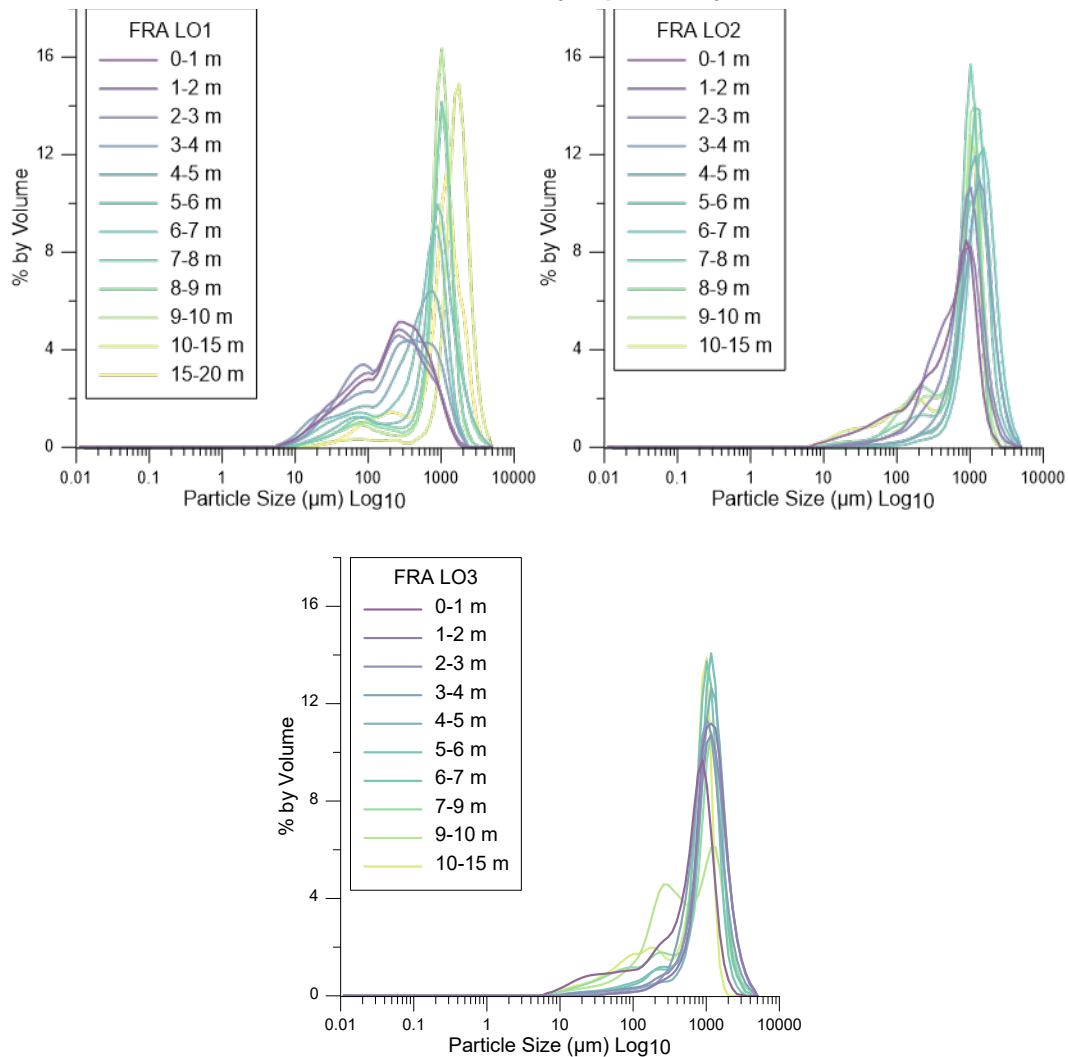 FRA LO1
0-1 m
1-2 m
2-3 m
3-4 m
4-5 m
5-6 m
6-7 m
7-8 m
8-9 m
9-10 m
10-15 m
15-20 m
% by Volume
16
12
8
4
0
0.01 0.1 1 10 100 1000 10000
Particle Size (µm) Log10
FRA LO2
0-1 m
1-2 m
2-3 m
3-4 m
4-5 m
5-6 m
6-7 m
7-8 m
8-9 m
9-10 m
10-15 m
% by Volume
16
12
8
4
0
0.01 0.1 1 10 100 1000 10000
Particle Size (µm) Log10
FRA LO3
0-1 m
1-2 m
2-3 m
3-4 m
4-5 m
5-6 m
6-7 m
7-9 m
9-10 m
10-15 m
% by Volume
16
12
8
4
0
0.01 0.1 1 10 100 1000 10000
Particle Size (µm) Log10